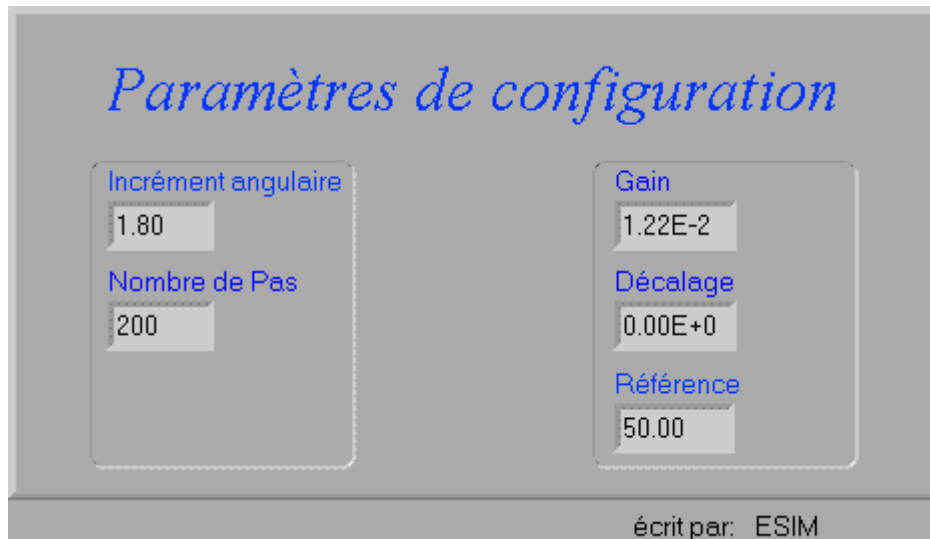 Paramètres de configuration
Incrément angulaire
1.80
Nombre de Pas
200
Gain
1.22E-2
Décalage
0.00E+0
Référence
50.00
écrit par: ESIM